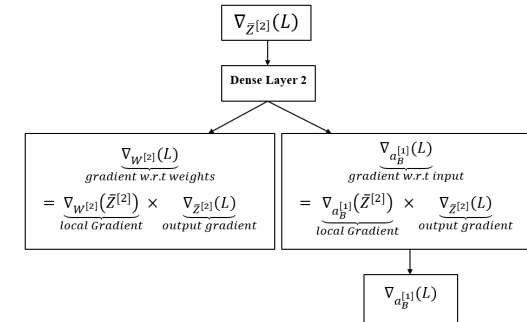 ∇_{Z̄^{[2]}}(L)
Dense Layer 2
∇_{W^{[2]}}(L)
gradient w.r.t weights
= ∇_{W^{[2]}}(Z̄^{[2]}) × ∇_{Z̄^{[2]}}(L)
local Gradient output gradient
∇_{a_B^{[1]}}(L)
gradient w.r.t input
= ∇_{a_B^{[1]}}(Z̄^{[2]}) × ∇_{Z̄^{[2]}}(L)
local Gradient output gradient
∇_{a_B^{[1]}}(L)